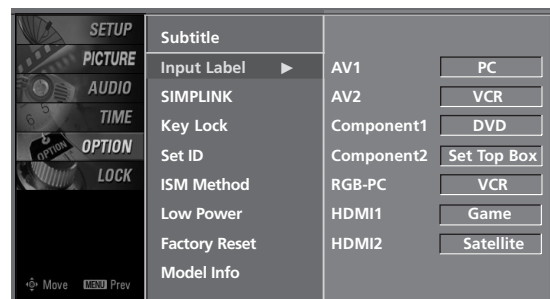 SETUP
PICTURE
AUDIO
TIME
OPTION
LOCK
Move MENU Prev
Subtitle
Input Label ►
SIMPLINK
Key Lock
Set ID
ISM Method
Low Power
Factory Reset
Model Info
AV1 PC
AV2 VCR
Component1 DVD
Component2 Set Top Box
RGB-PC VCR
HDMI1 Game
HDMI2 Satellite